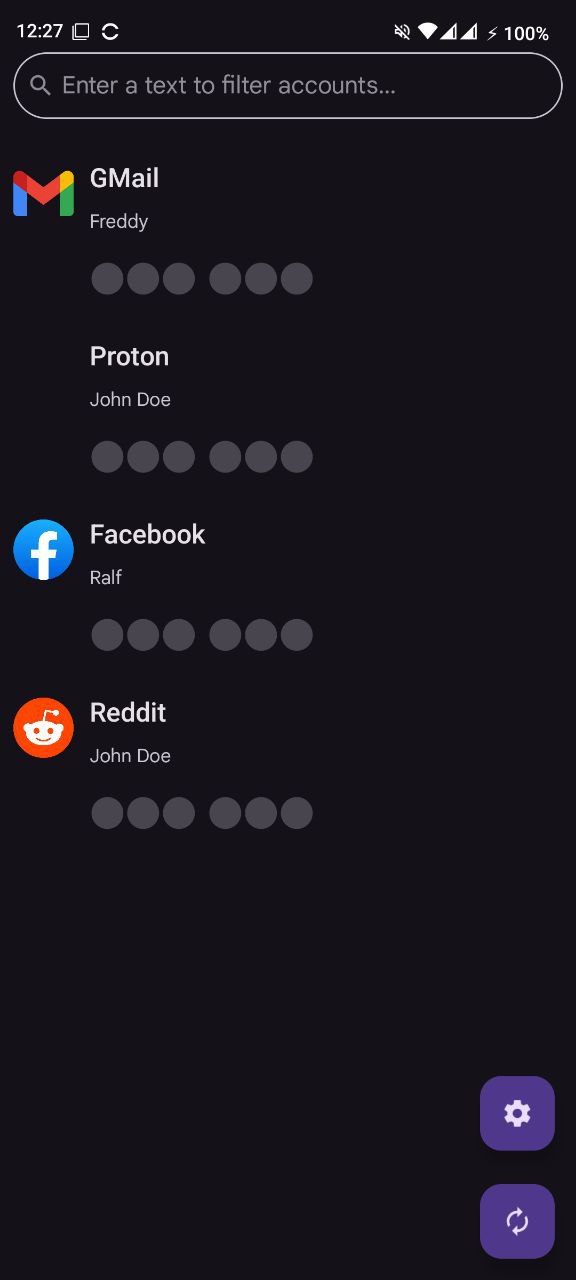 12:27
100%
Enter a text to filter accounts...
GMail
Freddy
Proton
John Doe
Facebook
Ralf
Reddit
John Doe